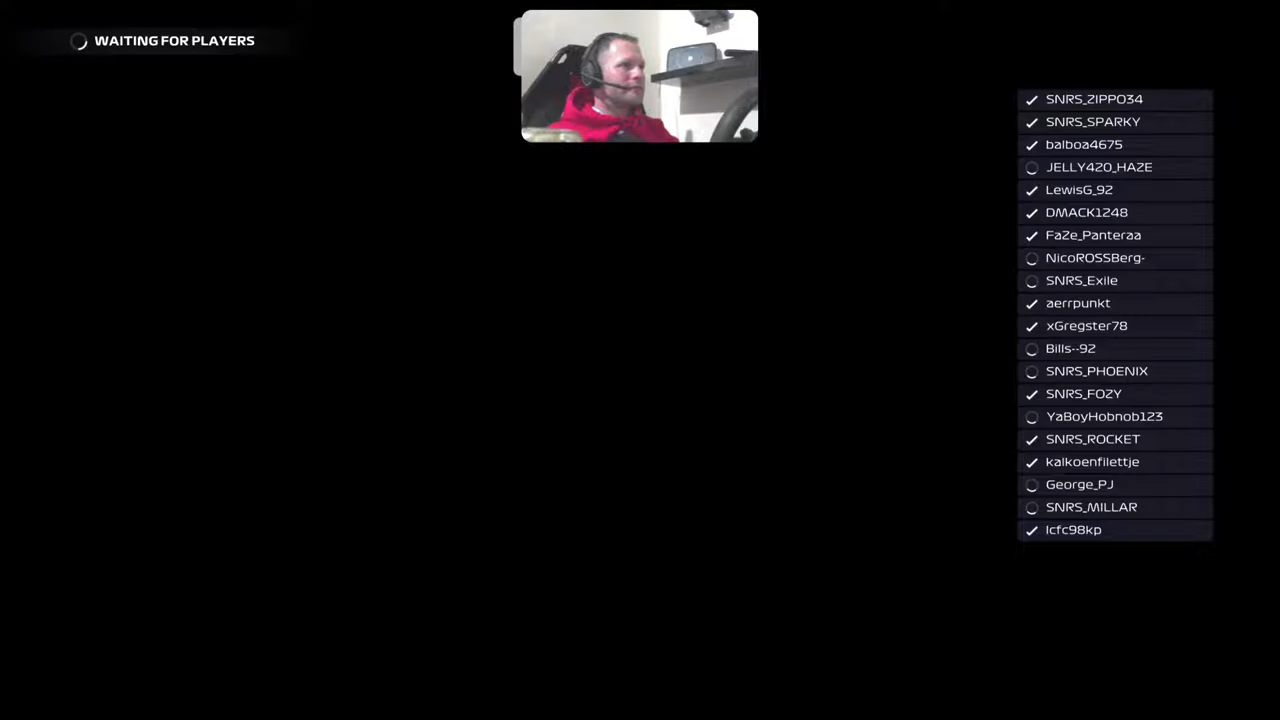 WAITING FOR PLAYERS
SNRS_ZIPPO34
SNRS_SPARKY
balboa4675
JELLY420_HAZE
LewisG_92
DMACK1248
FaZe_Panteraa
NicoROSSBerg-
SNRS_Exile
aerrpunkt
xGregster78
Bills--92
SNRS_PHOENIX
SNRS_FOZY
YaBoyHobnob123
SNRS_ROCKET
kalkoenfilettje
George_PJ
SNRS_MILLAR
lcfc98kp